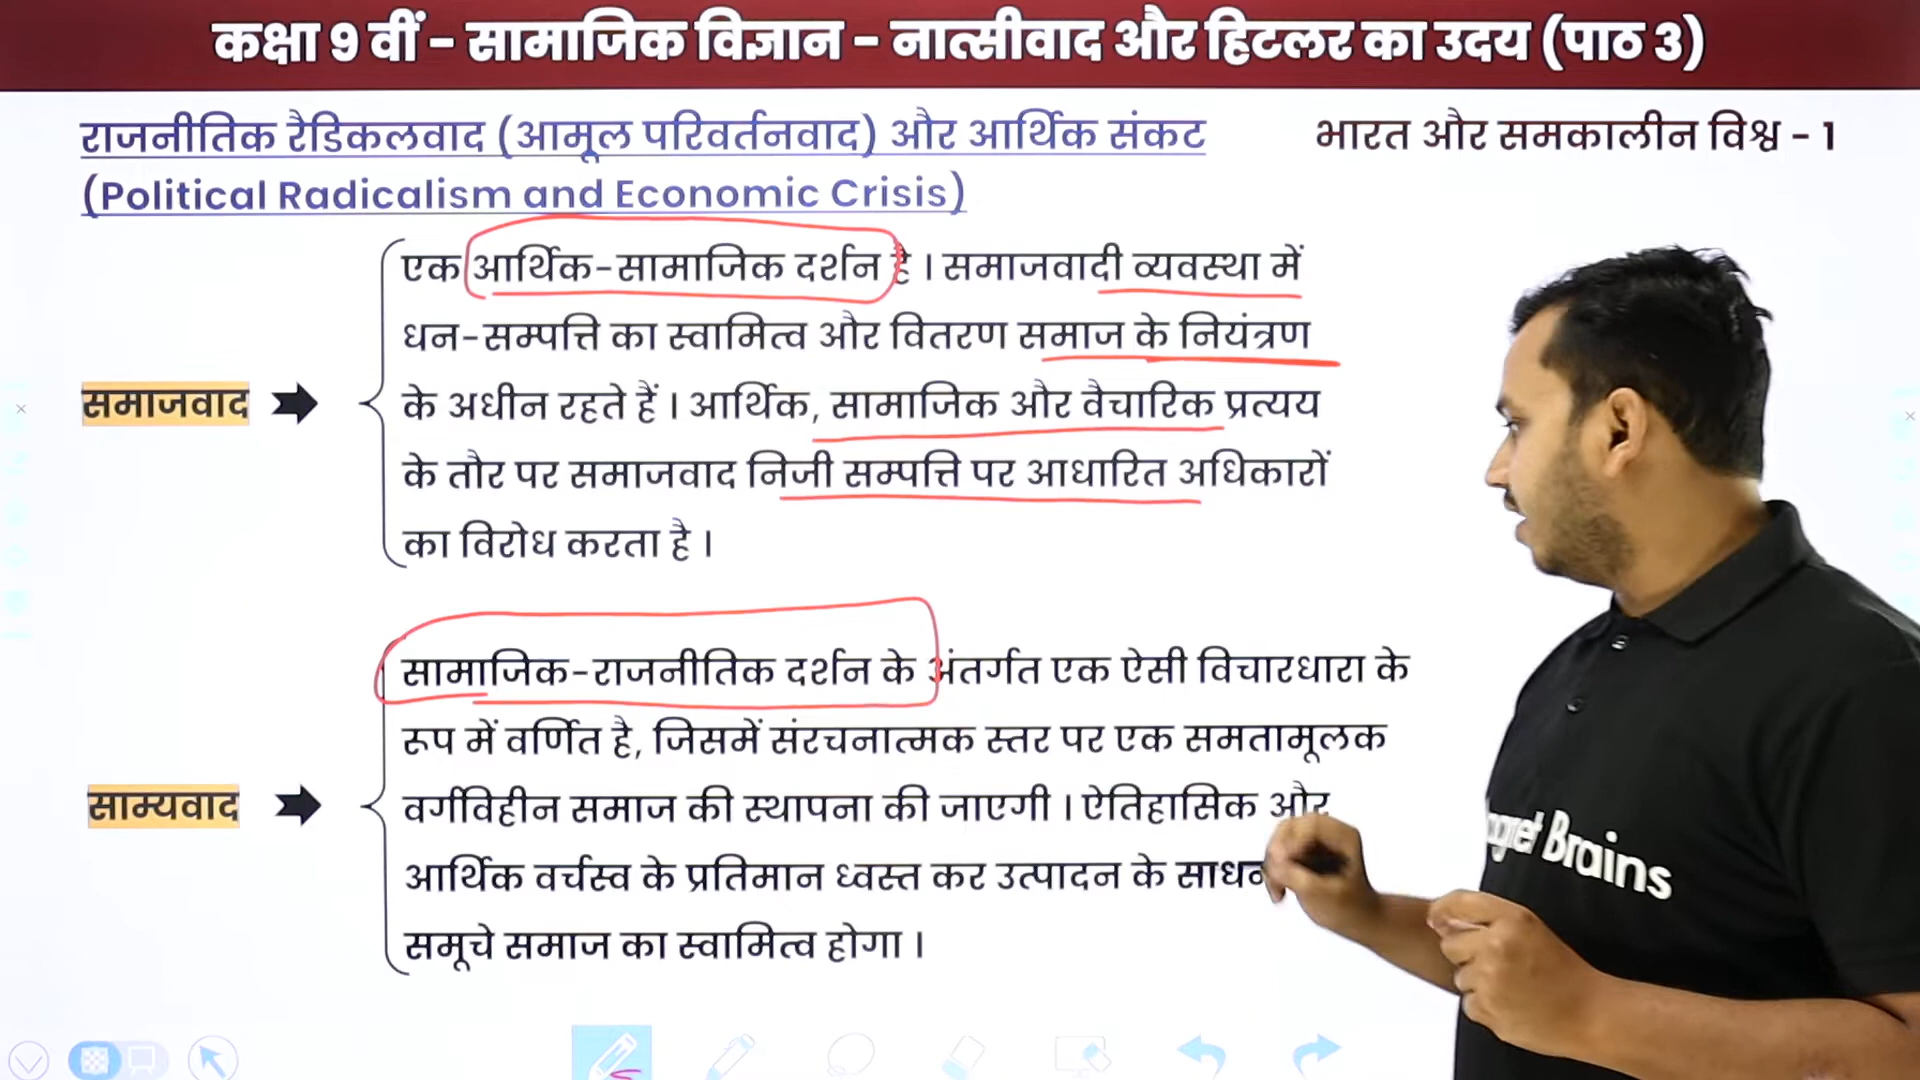 कक्षा 9 वीं - सामाजिक विज्ञान - नात्सीवाद और हिटलर का उदय (पाठ 3)
राजनीतिक रैडिकलवाद (आमूल परिवर्तनवाद) और आर्थिक संकट
भारत और समकालीन विश्व - 1
(Political Radicalism and Economic Crisis)
एक आर्थिक-सामाजिक दर्शन है । समाजवादी व्यवस्था में
धन-सम्पत्ति का स्वामित्व और वितरण समाज के नियंत्रण
समाजवाद
के अधीन रहते हैं । आर्थिक, सामाजिक और वैचारिक प्रत्यय
के तौर पर समाजवाद निजी सम्पत्ति पर आधारित अधिकारों
का विरोध करता है ।
सामाजिक-राजनीतिक दर्शन के अंतर्गत एक ऐसी विचारधारा के
रूप में वर्णित है, जिसमें संरचनात्मक स्तर पर एक समतामूलक
साम्यवाद
वर्गविहीन समाज की स्थापना की जाएगी । ऐतिहासिक और
आर्थिक वर्चस्व के प्रतिमान ध्वस्त कर उत्पादन के
समूचे समाज का स्वामित्व होगा ।
Brains